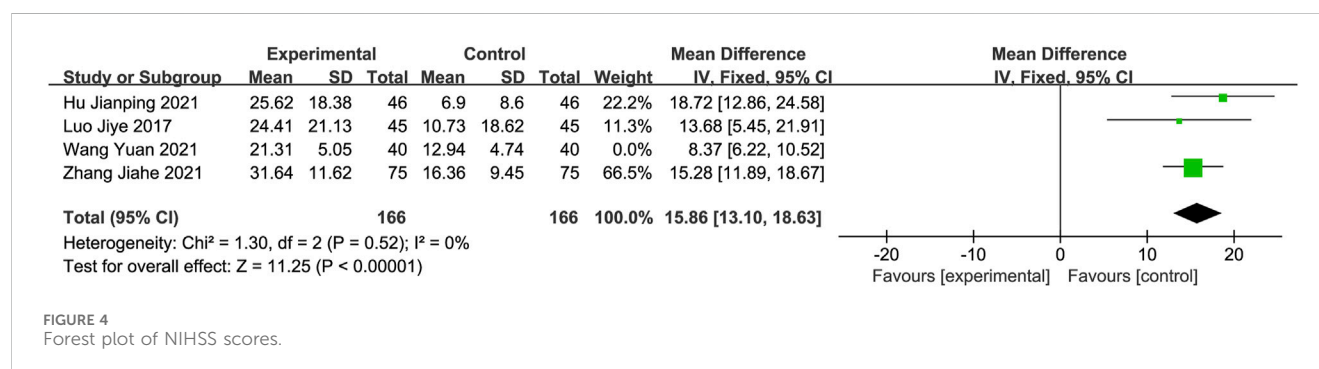 Experimental Control Mean Difference Mean Difference
Study or Subgroup Mean SD Total Mean SD Total Weight IV, Fixed, 95% CI IV, Fixed, 95% CI
Hu Jianping 2021 25.62 18.38 46 6.9 8.6 46 22.2% 18.72 [12.86, 24.58]
Luo Jiye 2017 24.41 21.13 45 10.73 18.62 45 11.3% 13.68 [5.45, 21.91]
Wang Yuan 2021 21.31 5.05 40 12.94 4.74 40 0.0% 8.37 [6.22, 10.52]
Zhang Jiahe 2021 31.64 11.62 75 16.36 9.45 75 66.5% 15.28 [11.89, 18.67]
Total (95% CI) 166 166 100.0% 15.86 [13.10, 18.63]
Heterogeneity: Chi² = 1.30, df = 2 (P = 0.52); I² = 0%
Test for overall effect: Z = 11.25 (P < 0.00001)
-20 -10 0 10 20
Favours [experimental] Favours [control]
FIGURE 4
Forest plot of NIHSS scores.